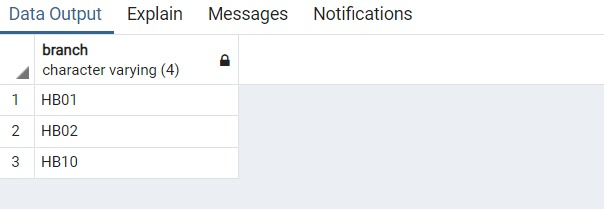 Data Output Explain Messages Notifications
branch
character varying (4)
1 HB01
2 HB02
3 HB10